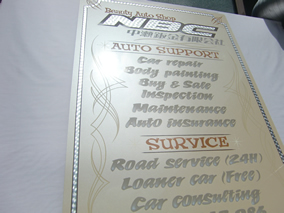 Beauty Auto Shop
NBC
AUTO SUPPORT
Car repair
Body painting
Buy & Sale
Inspection
Maintenance
Auto insurance
SURVICE
Road service (24H)
Loaner car (Free)
Car consulting